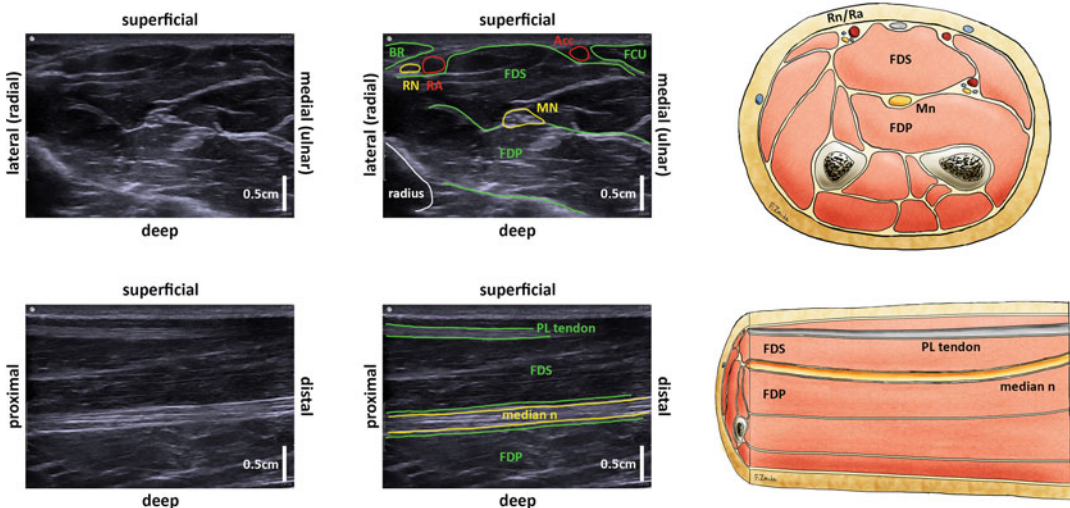 superficial
lateral (radial)
medial (ulnar)
0.5cm
deep
superficial
lateral (radial)
BR
RN
RA
Acc
FCU
FDS
MN
FDP
radius
medial (ulnar)
0.5cm
deep
Rn/Ra
FDS
Mn
FDP
superficial
proximal
distal
0.5cm
deep
superficial
proximal
PL tendon
FDS
median n
FDP
distal
0.5cm
deep
FDS
PL tendon
FDP
median n